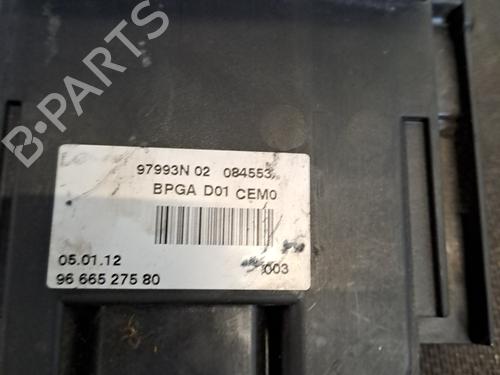 B-PARTS
97993N 02 084553
BPGA D01 CEM0
05.01.12
003
96 665 275 80